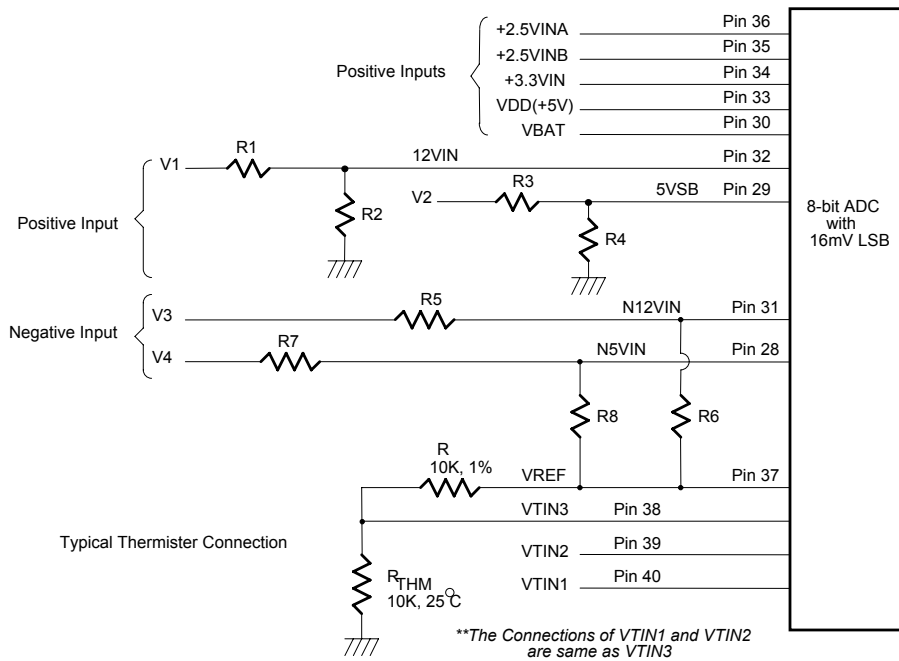 Positive Inputs
+2.5VINA Pin 36
+2.5VINB Pin 35
+3.3VIN Pin 34
VDD(+5V) Pin 33
VBAT Pin 30
Positive Input
V1 R1 12VIN Pin 32
R2
V2 R3 5VSB Pin 29
R4
8-bit ADC
with
16mV LSB
Negative Input
V3 R5 N12VIN Pin 31
V4 R7 N5VIN Pin 28
R8 R6
R
10K, 1%
VREF Pin 37
VTIN3 Pin 38
Typical Thermister Connection
VTIN2 Pin 39
VTIN1 Pin 40
RTHM
10K, 25°C
**The Connections of VTIN1 and VTIN2
are same as VTIN3